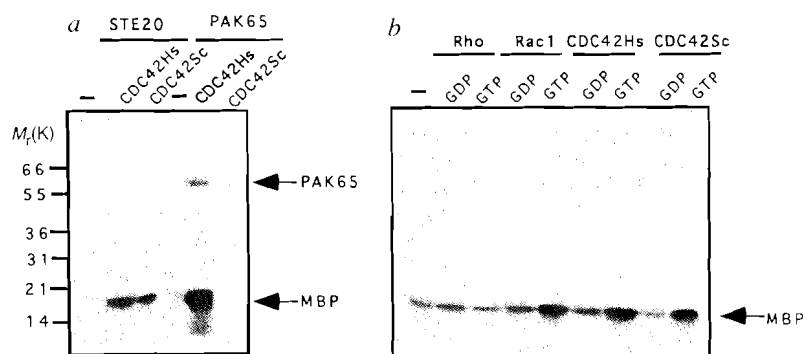 a
STE20 PAK65
– CDC42Hs CDC42Sc – CDC42Hs CDC42Sc
Mr(K)
66
55
36
31
21
14
PAK65
MBP
b
Rho Rac1 CDC42Hs CDC42Sc
– GDP GTP GDP GTP GDP GTP GDP GTP
MBP